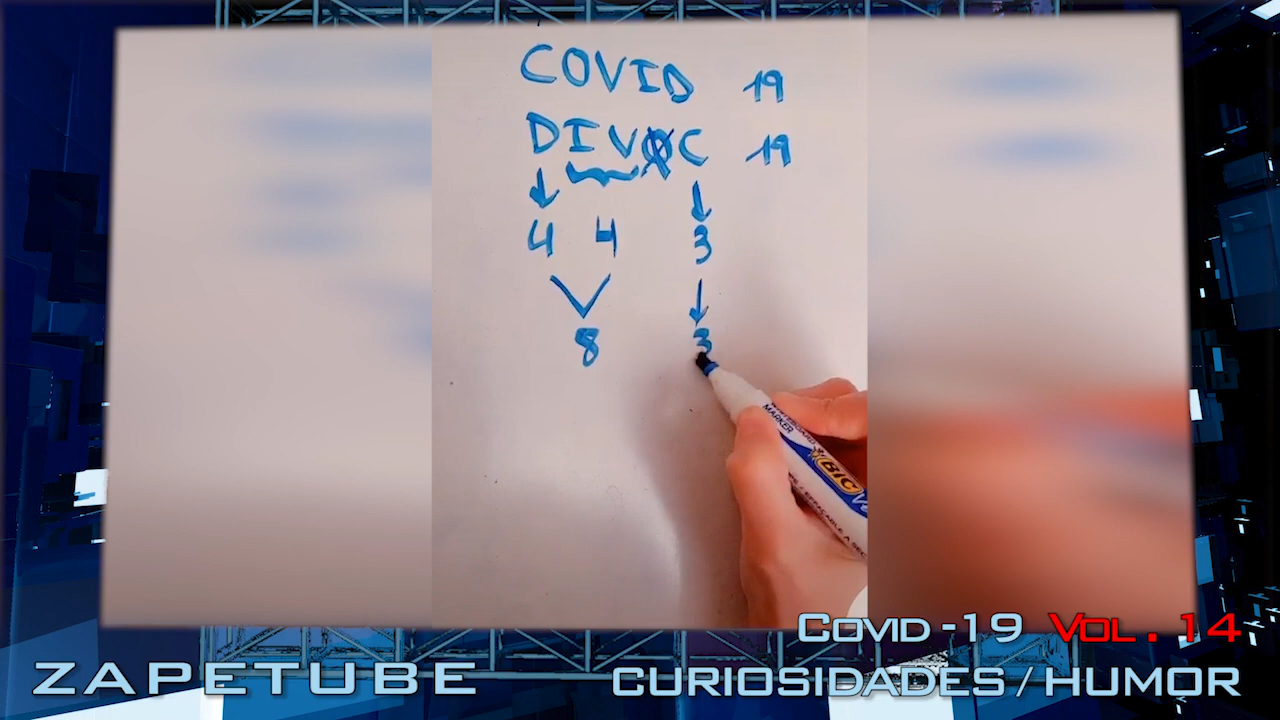 COVID 19
DIVOC 19
4 4 3
8 3
MARKER
BIC
Covid -19 Vol. 14
ZAPETUBE
CURIOSIDADES / HUMOR